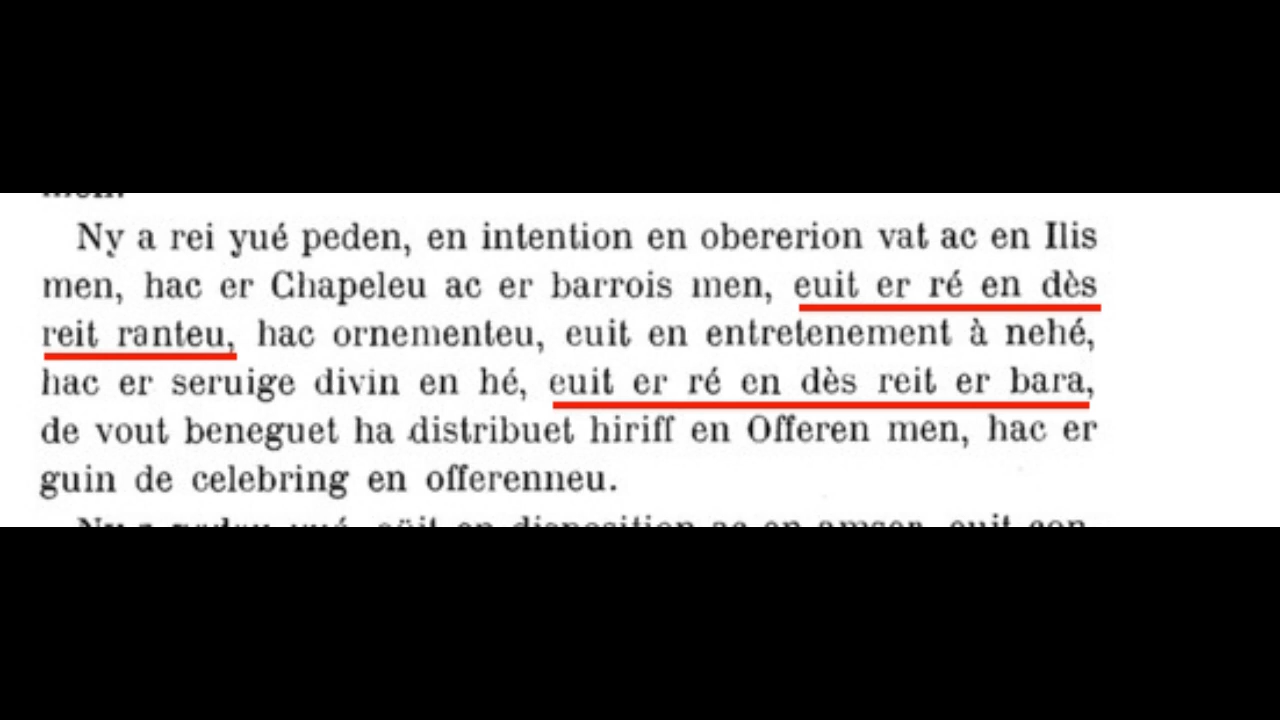 Ny a rei yué peden, en intention en obererion vat ac en Ilis
men, hac er Chapeleu ac er barrois men, euit er ré en dès
reit ranteu, hac ornementeu, euit en entretenement à nehé,
hac er seruige divin en hé, euit er ré en dès reit er bara,
de vout beneguet ha distribuet hiriff en Offeren men, hac er
guin de celebring en offerenneu.